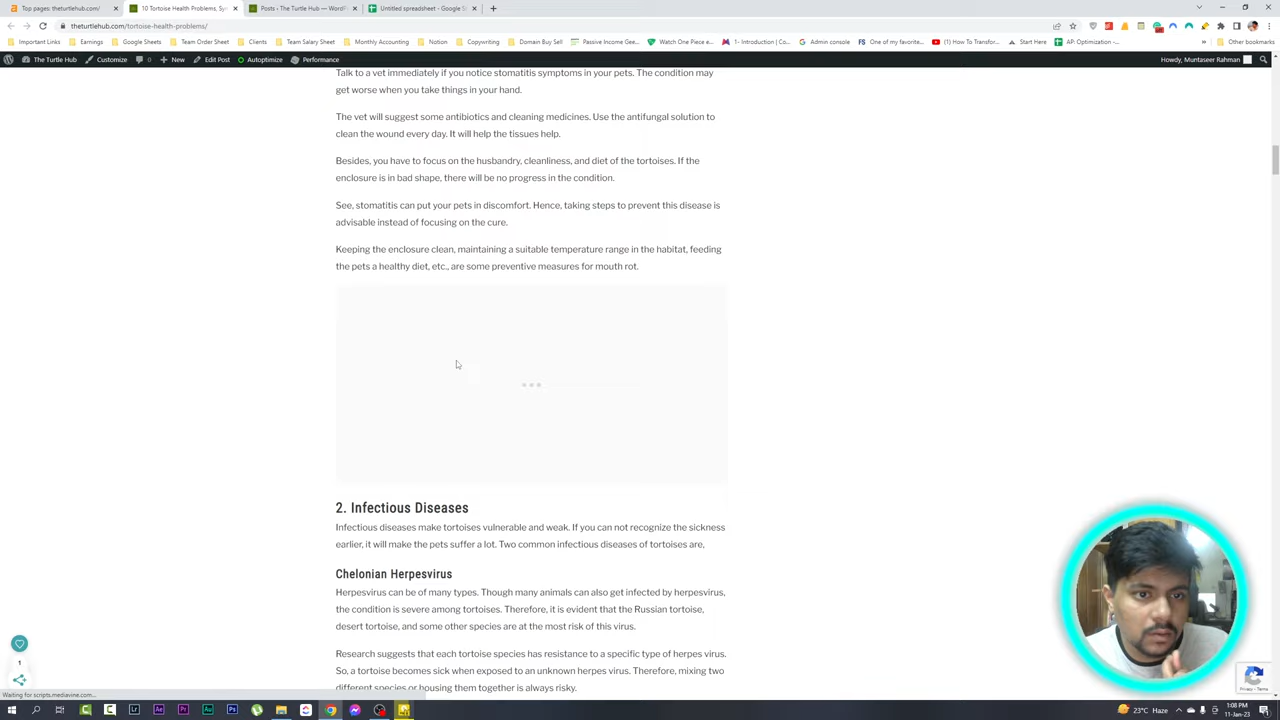 Top pages: theturtlehub.com/
10 Tortoise Health Problems, Sy
Posts ‹ The Turtle Hub — WordP
Untitled spreadsheet - Google S
theturtlehub.com/tortoise-health-problems/
Important Links
Earnings
Google Sheets
Team Order Sheet
Clients
Team Salary Sheet
Monthly Accounting
Notion
Copywriting
Domain Buy Sell
Passive Income Gee...
Watch One Piece e...
1- Introduction | Co...
Admin console
One of my favorite...
(1) How To Transfor...
Start Here
AP: Optimization -...
Other bookmarks
The Turtle Hub
Customize
0
New
Edit Post
Autoptimize
Performance
Howdy, Muntaseer Rahman
Talk to a vet immediately if you notice stomatitis symptoms in your pets. The condition may
get worse when you take things in your hand.
The vet will suggest some antibiotics and cleaning medicines. Use the antifungal solution to
clean the wound every day. It will help the tissues help.
Besides, you have to focus on the husbandry, cleanliness, and diet of the tortoises. If the
enclosure is in bad shape, there will be no progress in the condition.
See, stomatitis can put your pets in discomfort. Hence, taking steps to prevent this disease is
advisable instead of focusing on the cure.
Keeping the enclosure clean, maintaining a suitable temperature range in the habitat, feeding
the pets a healthy diet, etc., are some preventive measures for mouth rot.
2. Infectious Diseases
Infectious diseases make tortoises vulnerable and weak. If you can not recognize the sickness
earlier, it will make the pets suffer a lot. Two common infectious diseases of tortoises are,
Chelonian Herpesvirus
Herpesvirus can be of many types. Though many animals can also get infected by herpesvirus,
the condition is severe among tortoises. Therefore, it is evident that the Russian tortoise,
desert tortoise, and some other species are at the most risk of this virus.
Research suggests that each tortoise species has resistance to a specific type of herpes virus.
So, a tortoise becomes sick when exposed to an unknown herpes virus. Therefore, mixing two
different species or housing them together is always risky.
1
Privacy - Terms
Waiting for scripts.mediavine.com...
23°C Haze
1:08 PM
11-Jan-23